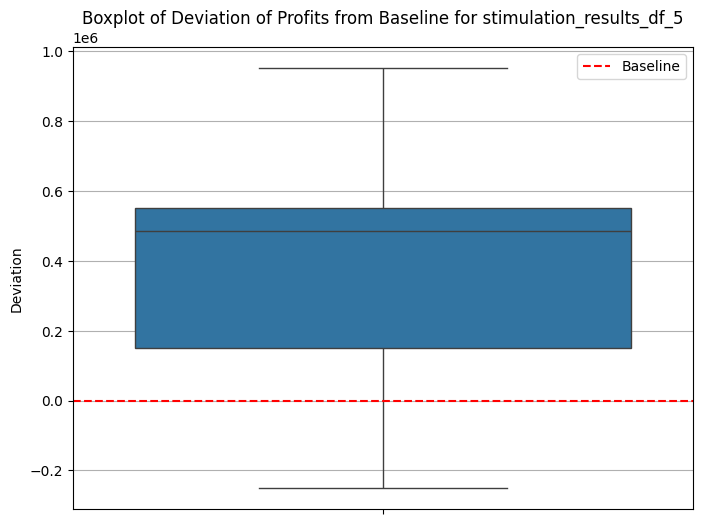 Boxplot of Deviation of Profits from Baseline for stimulation_results_df_5
1e6
1.0
Baseline
0.8
0.6
0.4
0.2
0.0
−0.2
Deviation